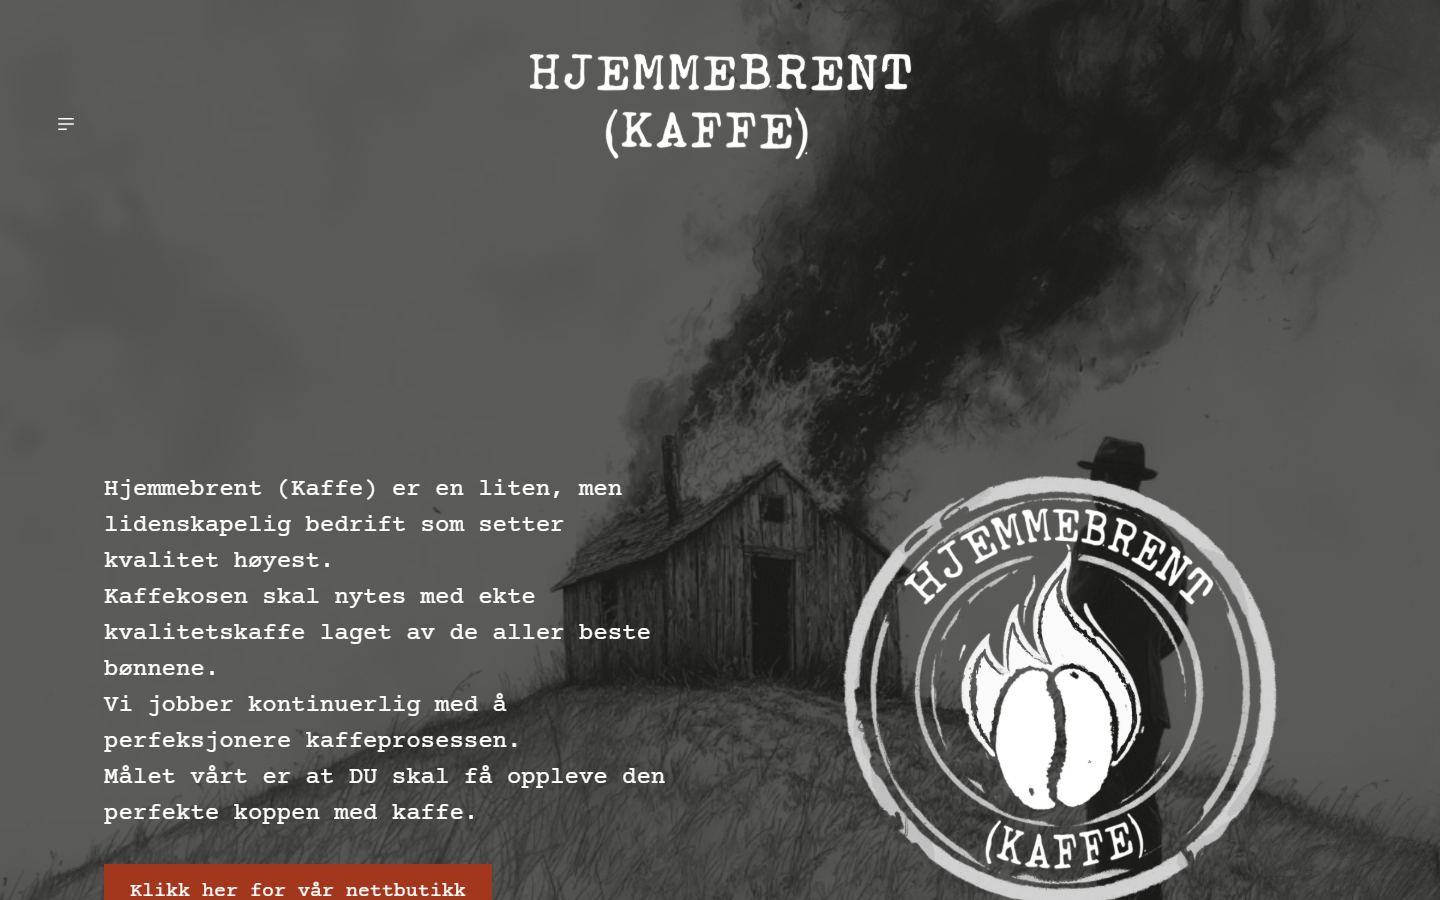 HJEMMEBRENT
(KAFFE)
Hjemmebrent (Kaffe) er en liten, men
lidenskapelig bedrift som setter
kvalitet høyest.
Kaffekosen skal nytes med ekte
kvalitetskaffe laget av de aller beste
bønnene.
Vi jobber kontinuerlig med å
perfeksjonere kaffeprosessen.
Målet vårt er at DU skal få oppleve den
perfekte koppen med kaffe.
Klikk her for vår nettbutikk
HJEMMEBRENT
(KAFFE)